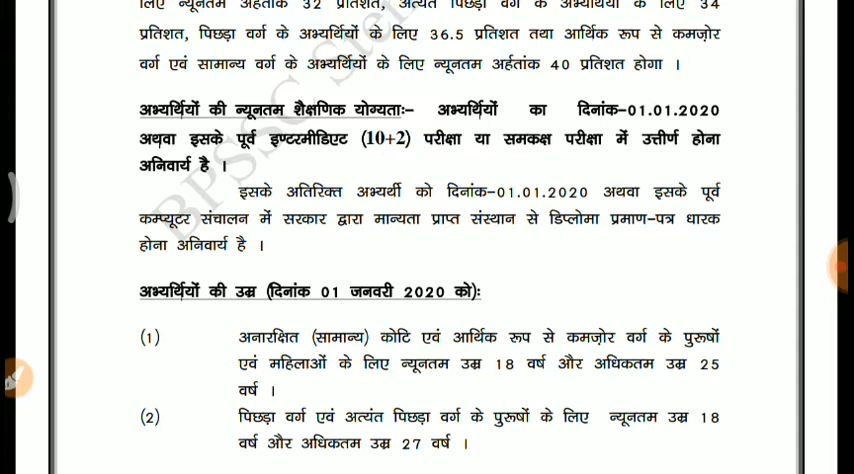 लिए न्यूनतम अर्हतांक 32 प्रतिशत, अत्यंत पिछड़ा वर्ग के अभ्यर्थियों के लिए 34
प्रतिशत, पिछड़ा वर्ग के अभ्यर्थियों के लिए 36.5 प्रतिशत तथा आर्थिक रूप से कमज़ोर
वर्ग एवं सामान्य वर्ग के अभ्यर्थियों के लिए न्यूनतम अर्हतांक 40 प्रतिशत होगा ।
अभ्यर्थियों की न्यूनतम शैक्षणिक योग्यताः– अभ्यर्थियों का दिनांक–01.01.2020
अथवा इसके पूर्व इण्टरमीडिएट (10+2) परीक्षा या समकक्ष परीक्षा में उत्तीर्ण होना
अनिवार्य है ।
इसके अतिरिक्त अभ्यर्थी को दिनांक–01.01.2020 अथवा इसके पूर्व
कम्प्यूटर संचालन में सरकार द्वारा मान्यता प्राप्त संस्थान से डिप्लोमा प्रमाण–पत्र धारक
होना अनिवार्य है ।
अभ्यर्थियों की उम्र (दिनांक 01 जनवरी 2020 को)ः
(1) अनारक्षित (सामान्य) कोटि एवं आर्थिक रूप से कमज़ोर वर्ग के पुरूषों
एवं महिलाओं के लिए न्यूनतम उम्र 18 वर्ष और अधिकतम उम्र 25
वर्ष ।
(2) पिछड़ा वर्ग एवं अत्यंत पिछड़ा वर्ग के पुरूषों के लिए न्यूनतम उम्र 18
वर्ष और अधिकतम उम्र 27 वर्ष ।
BPSSC Sten